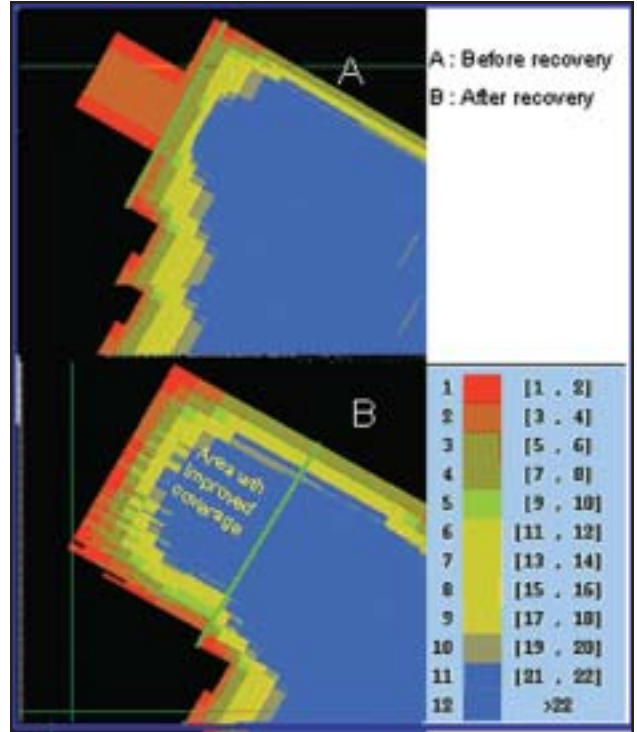 A
A : Before recovery
B : After recovery
B
Area with
improved
coverage
1 [1 . 2]
2 [3 . 4]
3 [5 . 6]
4 [7 . 8]
5 [9 . 10]
6 [11 . 12]
7 [13 . 14]
8 [15 . 16]
9 [17 . 18]
10 [19 . 20]
11 [21 . 22]
12 >22